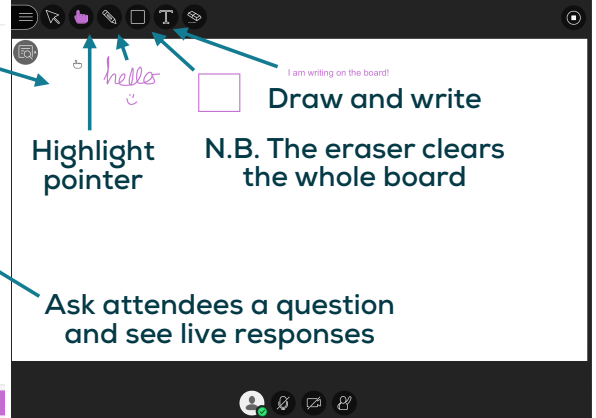 hello
I am writing on the board!
Draw and write
Highlight
pointer
N.B. The eraser clears
the whole board
Ask attendees a question
and see live responses